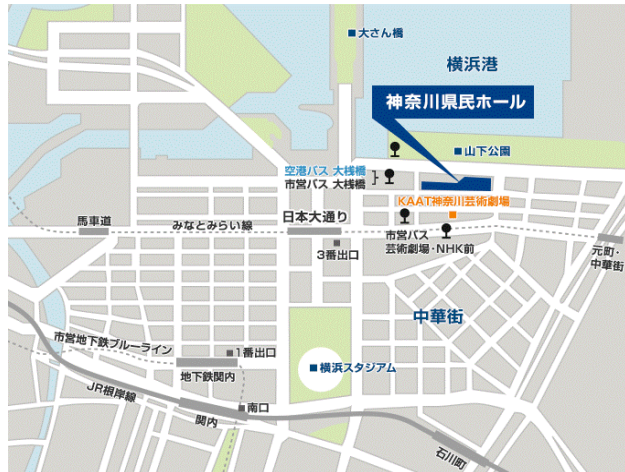 大さん橋
横浜港
神奈川県民ホール
山下公園
空港バス 大桟橋
市営バス 大桟橋
KAAT神奈川芸術劇場
馬車道
みなとみらい線
日本大通り
市営バス
芸術劇場・NHK前
3番出口
元町・
中華街
中華街
市営地下鉄ブルーライン
1番出口
地下鉄関内
横浜スタジアム
JR根岸線
南口
関内
石川町